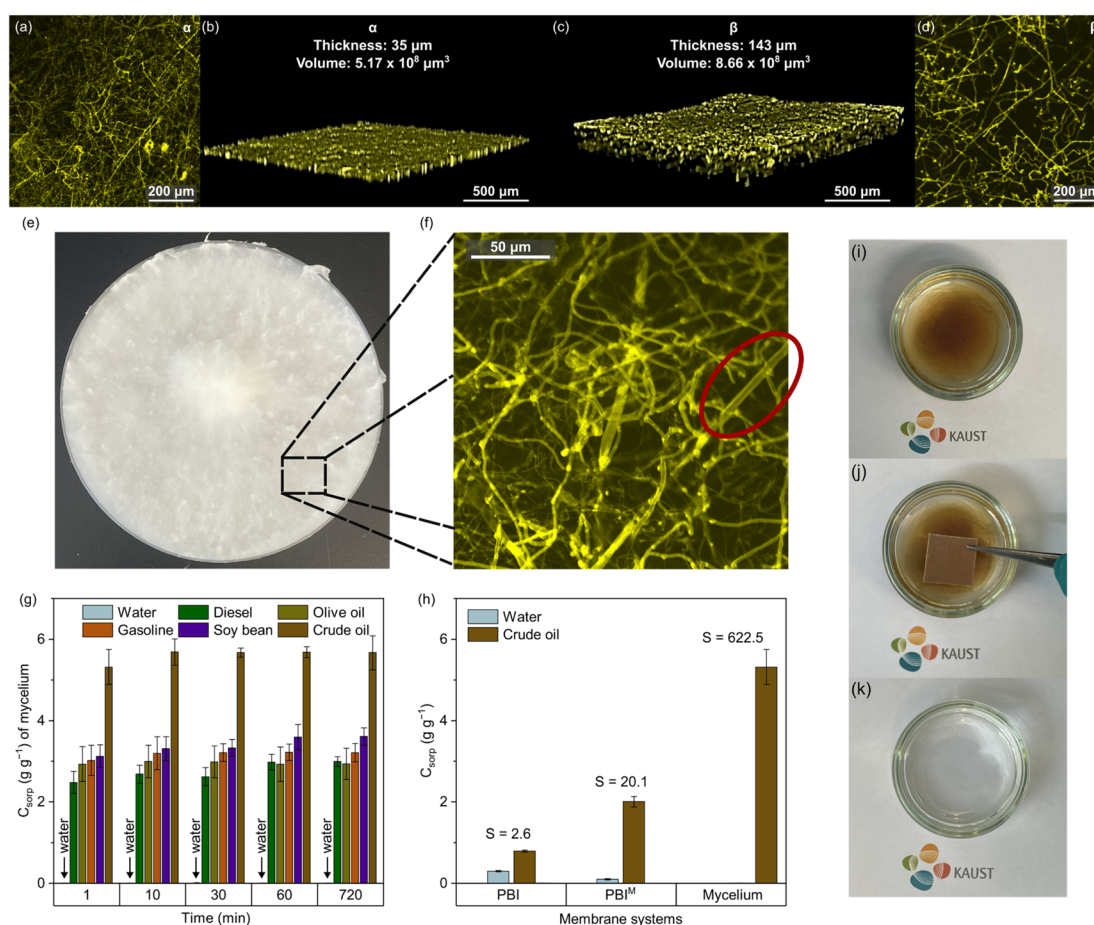 (a)
α
200 μm
(b)
α
Thickness: 35 μm
Volume: 5.17 x 10⁸ μm³
500 μm
(c)
β
Thickness: 143 μm
Volume: 8.66 x 10⁸ μm³
500 μm
(d)
β
200 μm
(e)
(f)
50 μm
(g)
Water Diesel Olive oil
Gasoline Soy bean Crude oil
C_sorp (g g⁻¹) of mycelium
6
4
2
0
water water water water water
1 10 30 60 720
Time (min)
(h)
Water
Crude oil
C_sorp (g g⁻¹)
6
4
2
0
S = 2.6
S = 20.1
S = 622.5
PBI PBIᴹ Mycelium
Membrane systems
(i)
KAUST
(j)
KAUST
(k)
KAUST